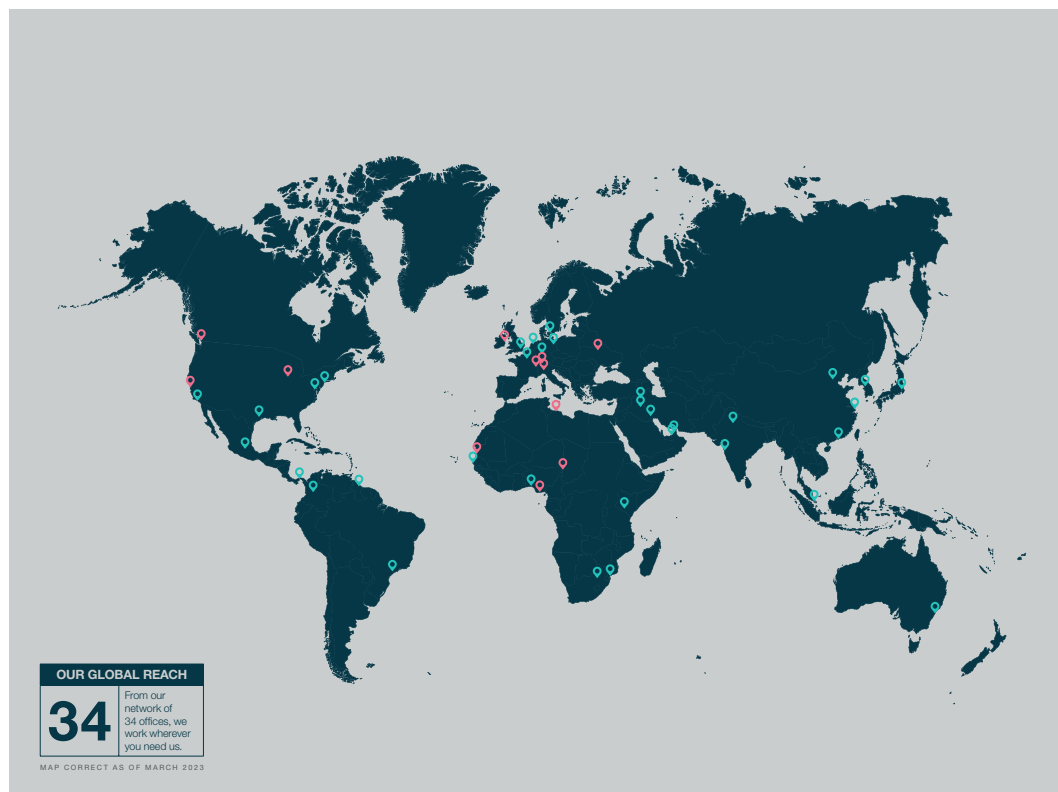 OUR GLOBAL REACH
34
From our
network of
34 offices, we
work wherever
you need us.
MAP CORRECT AS OF MARCH 2023